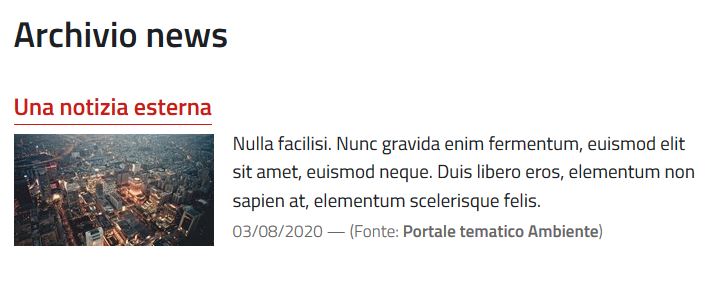 Archivio news
Una notizia esterna
Nulla facilisi. Nunc gravida enim fermentum, euismod elit
sit amet, euismod neque. Duis libero eros, elementum non
sapien at, elementum scelerisque felis.
03/08/2020 — (Fonte: Portale tematico Ambiente)